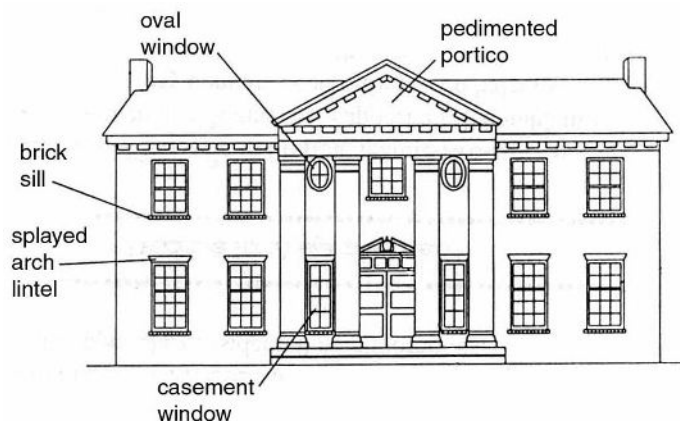 oval
window
pedimented
portico
brick
sill
splayed
arch
lintel
casement
window